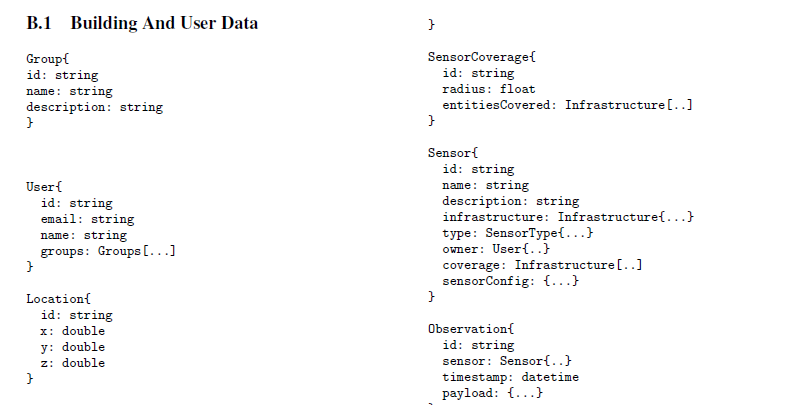 B.1 Building And User Data
Group{
id: string
name: string
description: string
}
User{
id: string
email: string
name: string
groups: Groups[...]
}
Location{
id: string
x: double
y: double
z: double
}
}
SensorCoverage{
id: string
radius: float
entitiesCovered: Infrastructure[..]
}
Sensor{
id: string
name: string
description: string
infrastructure: Infrastructure{...}
type: SensorType{...}
owner: User{..}
coverage: Infrastructure[..]
sensorConfig: {...}
}
Observation{
id: string
sensor: Sensor{..}
timestamp: datetime
payload: {...}